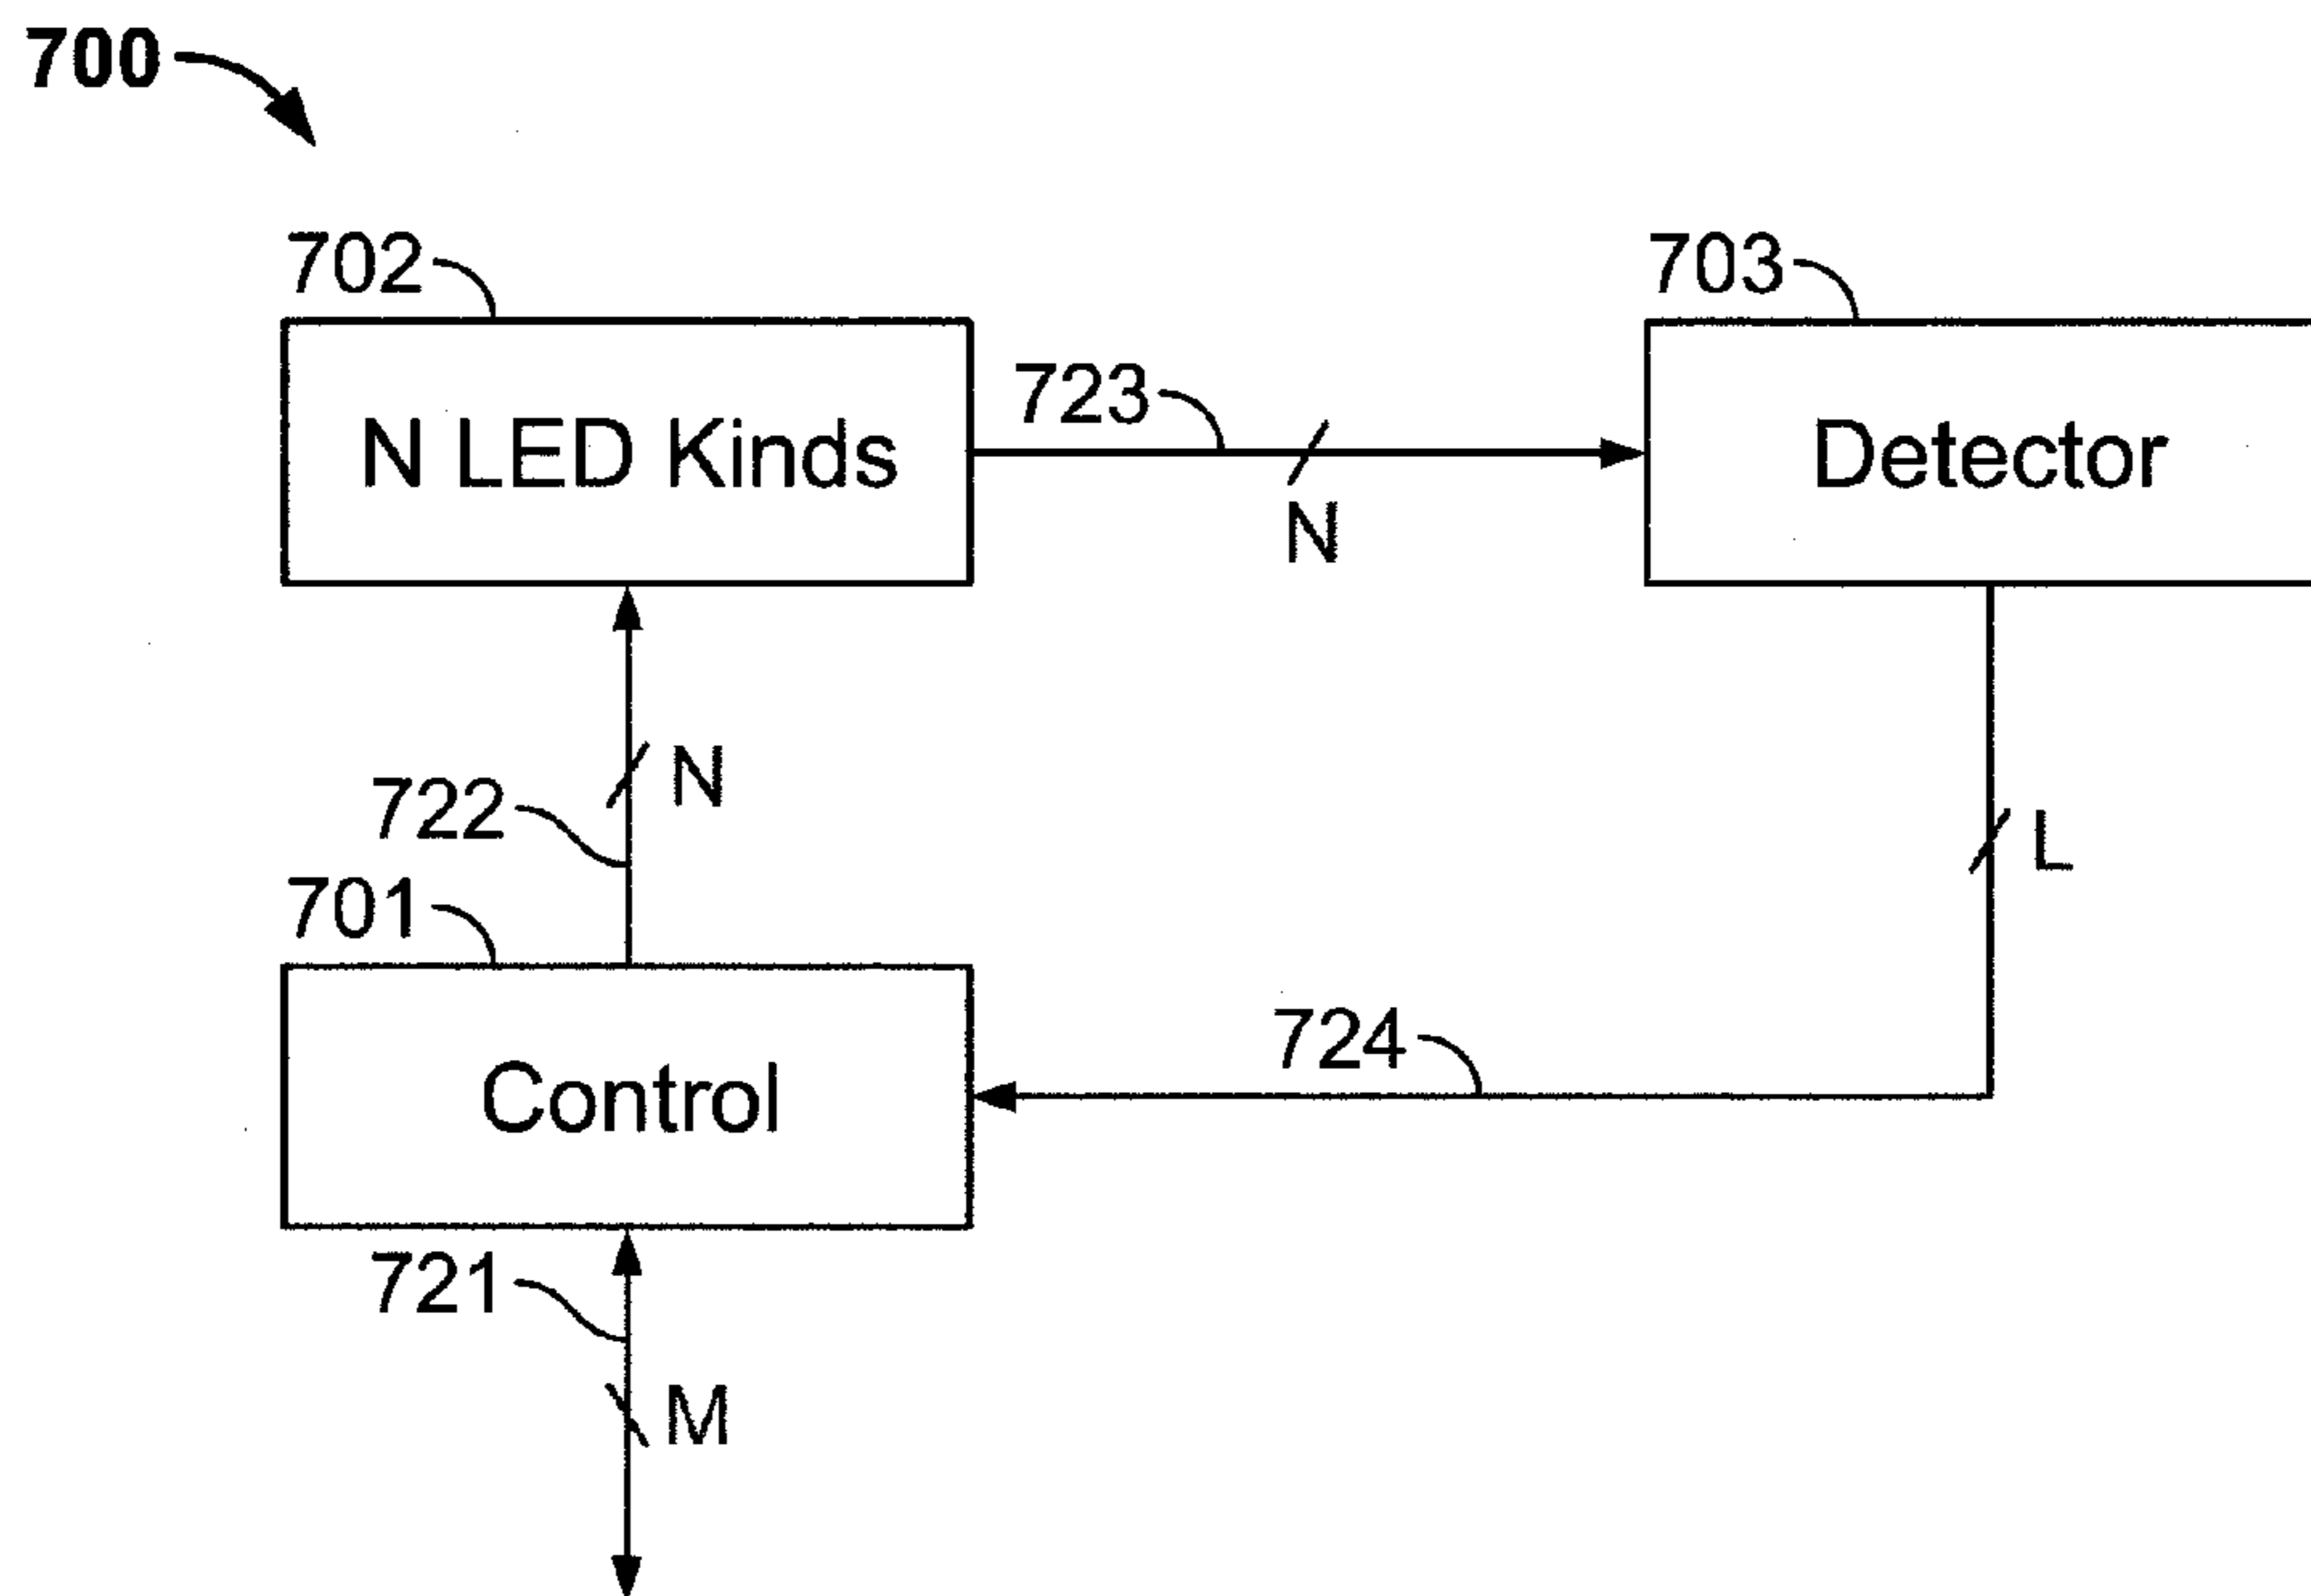 700
702
703
N LED Kinds
723
N
Detector
722
N
L
701
Control
724
721
M